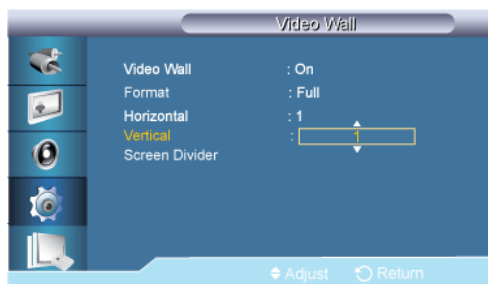 Video Wall
Video Wall : On
Format : Full
Horizontal : 1
Vertical : 1
Screen Divider
Adjust Return